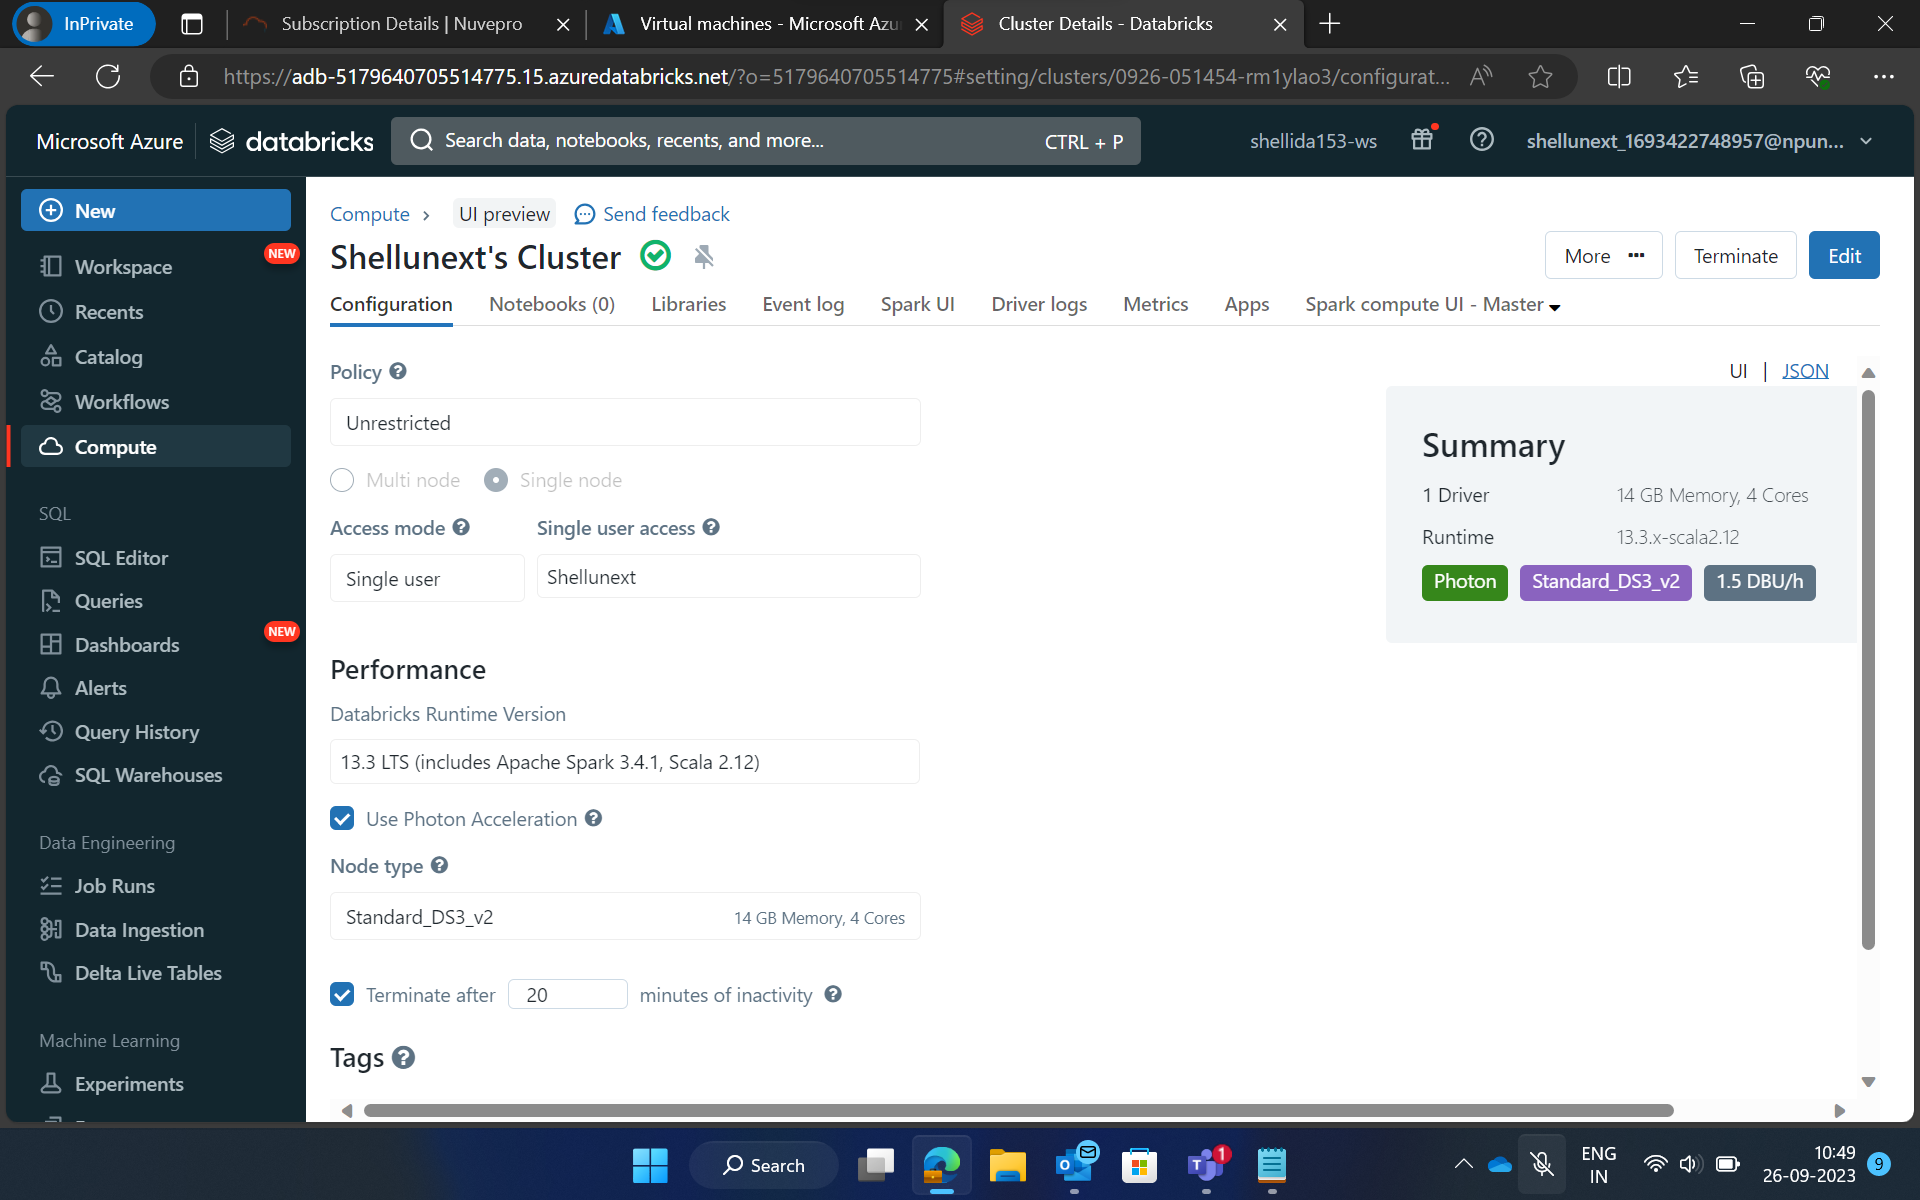 InPrivate
Subscription Details | Nuvepro
Virtual machines - Microsoft Azu
Cluster Details - Databricks
https://adb-5179640705514775.15.azuredatabricks.net/?o=5179640705514775#setting/clusters/0926-051454-rm1ylao3/configurat...
Microsoft Azure
databricks
Search data, notebooks, recents, and more...
CTRL + P
shellida153-ws
shellunext_1693422748957@npun...
New
Workspace
NEW
Recents
Catalog
Workflows
Compute
SQL
SQL Editor
Queries
Dashboards
NEW
Alerts
Query History
SQL Warehouses
Data Engineering
Job Runs
Data Ingestion
Delta Live Tables
Machine Learning
Experiments
Compute
UI preview
Send feedback
Shellunext's Cluster
More
Terminate
Edit
Configuration
Notebooks (0)
Libraries
Event log
Spark UI
Driver logs
Metrics
Apps
Spark compute UI - Master
Policy
Unrestricted
Multi node
Single node
Access mode
Single user access
Single user
Shellunext
Performance
Databricks Runtime Version
13.3 LTS (includes Apache Spark 3.4.1, Scala 2.12)
Use Photon Acceleration
Node type
Standard_DS3_v2
14 GB Memory, 4 Cores
Terminate after
20
minutes of inactivity
Tags
UI | JSON
Summary
1 Driver
14 GB Memory, 4 Cores
Runtime
13.3.x-scala2.12
Photon
Standard_DS3_v2
1.5 DBU/h
Search
1
ENG
IN
10:49
26-09-2023
9